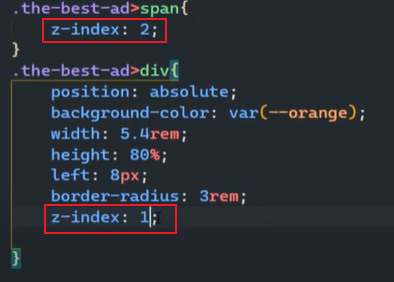 .the-best-ad>span{
z-index: 2;
}
.the-best-ad>div{
position: absolute;
background-color: var(--orange);
width: 5.4rem;
height: 80%;
left: 8px;
border-radius: 3rem;
z-index: 1;
}